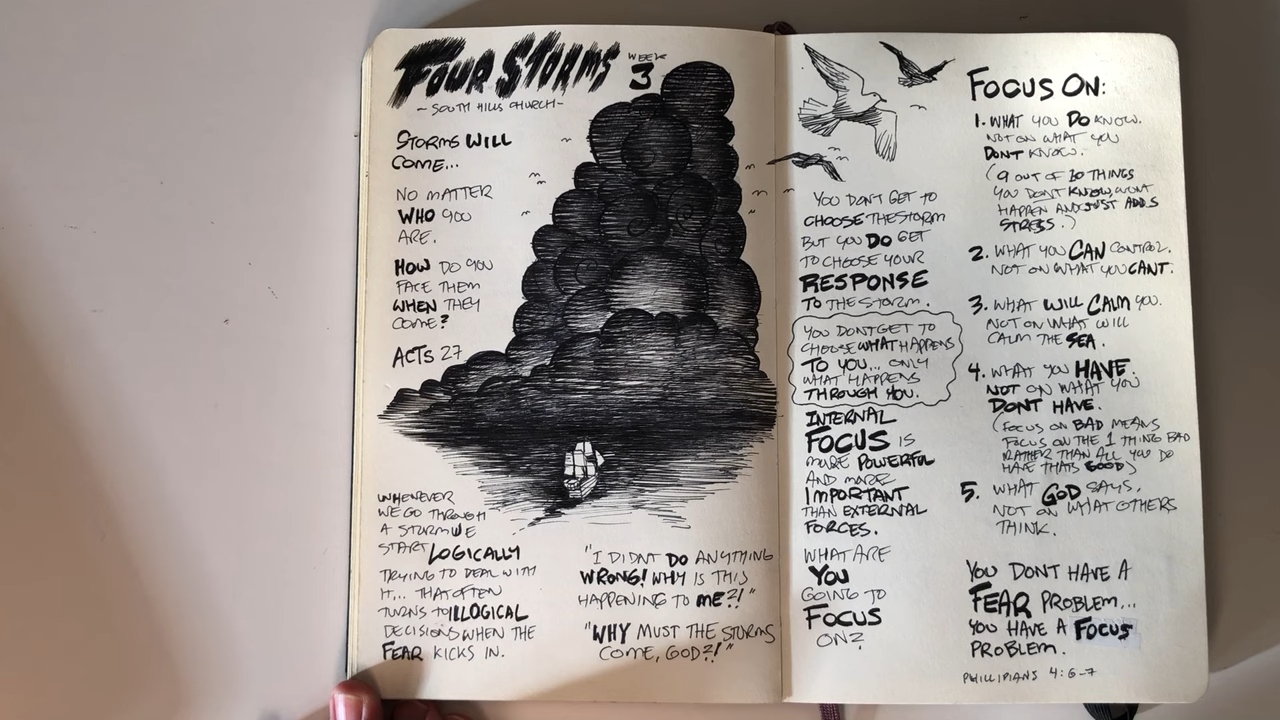 FOUR STORMS WEEK 3
~ SOUTH HILLS CHURCH ~
STORMS WILL
COME...
NO MATTER
WHO YOU
ARE.
HOW DO YOU
FACE THEM
WHEN THEY
COME?
ACTS 27
WHENEVER
WE GO THROUGH
A STORM WE
START LOGICALLY
TRYING TO DEAL WITH
IT... THAT OFTEN
TURNS TO ILLOGICAL
DECISIONS WHEN THE
FEAR KICKS IN.
"I DIDNT DO ANYTHING
WRONG! WHY IS THIS
HAPPENING TO ME?!"
"WHY MUST THE STORMS
COME, GOD?!"
YOU DON'T GET TO
CHOOSE THE STORM
BUT YOU DO GET
TO CHOOSE YOUR
RESPONSE
TO THE STORM.
YOU DONT GET TO
CHOOSE WHAT HAPPENS
TO YOU... ONLY
WHAT HAPPENS
THROUGH YOU.
INTERNAL
FOCUS IS
MORE POWERFUL
AND MORE
IMPORTANT
THAN EXTERNAL
FORCES.
WHAT ARE
YOU
GOING TO
FOCUS
ON?
FOCUS ON:
1. WHAT YOU DO KNOW.
NOT ON WHAT YOU
DONT KNOW.
(9 OUT OF 10 THINGS
YOU DON'T KNOW, WONT
HAPPEN AND JUST ADDS
STRESS.)
2. WHAT YOU CAN CONTROL.
NOT ON WHAT YOU CANT.
3. WHAT WILL CALM YOU.
NOT ON WHAT WILL
CALM THE SEA.
4. WHAT YOU HAVE.
NOT ON WHAT YOU
DONT HAVE.
(FOCUS ON BAD MEANS
FOCUS ON THE 1 THING BAD
RATHER THAN ALL YOU DO
HAVE THATS GOOD)
5. WHAT GOD SAYS,
NOT ON WHAT OTHERS
THINK.
YOU DONT HAVE A
FEAR PROBLEM...
YOU HAVE A FOCUS
PROBLEM.
PHILLIPIANS 4:6-7